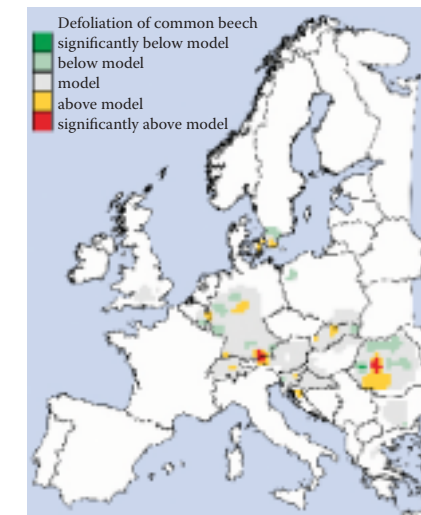 Defoliation of common beech
significantly below model
below model
model
above model
significantly above model